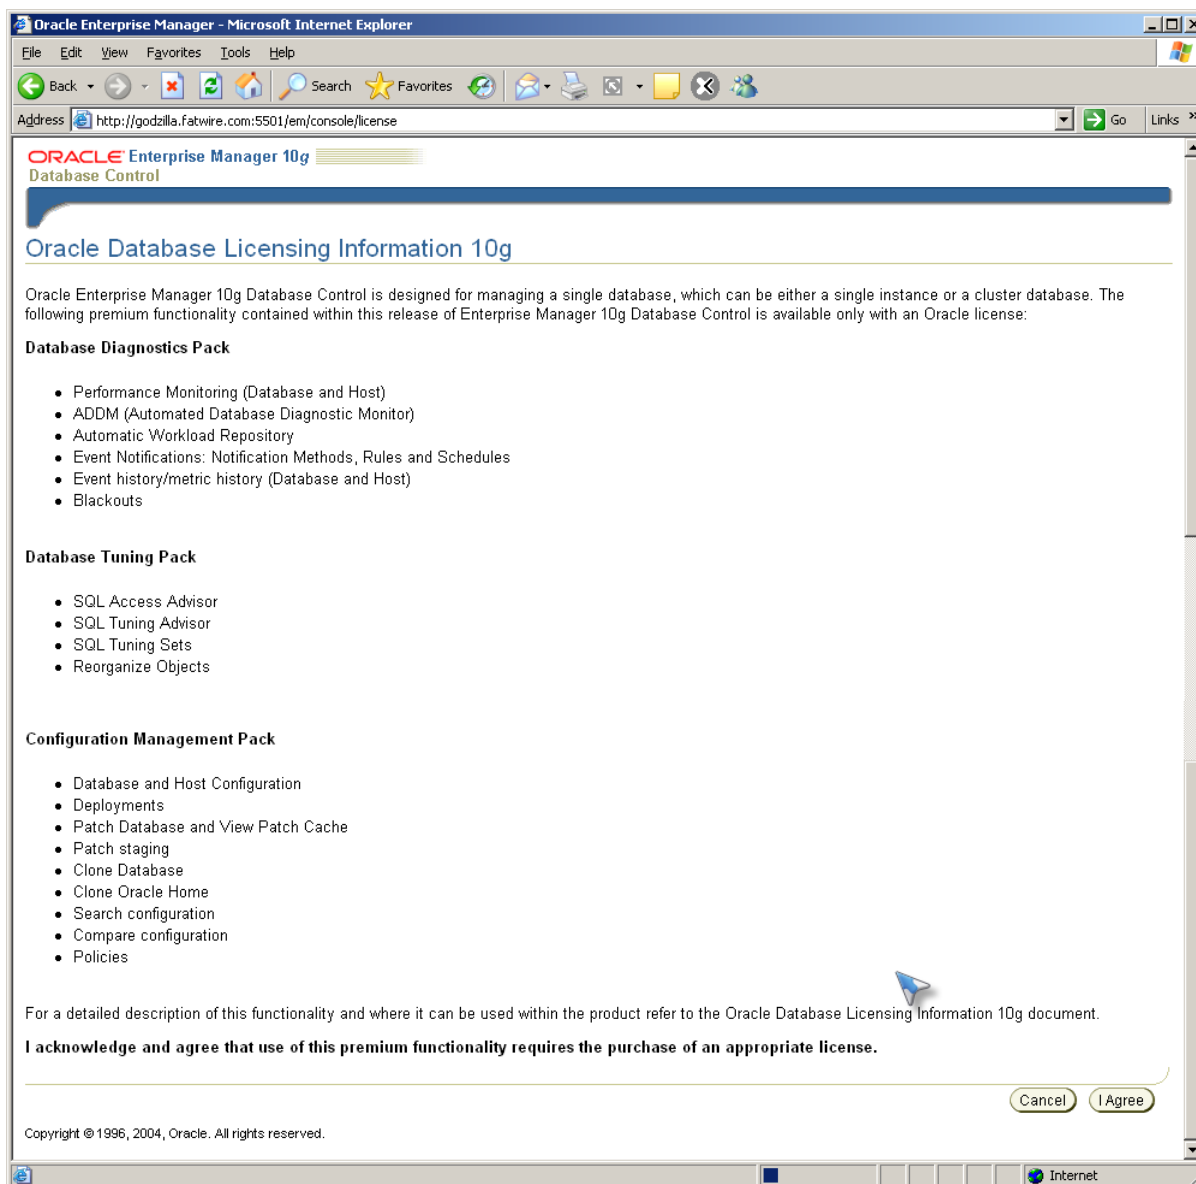 Oracle Enterprise Manager - Microsoft Internet Explorer
File Edit View Favorites Tools Help
Back Search Favorites
Address http://godzilla.fatwire.com:5501/em/console/license Go Links »
ORACLE Enterprise Manager 10g
Database Control
Oracle Database Licensing Information 10g
Oracle Enterprise Manager 10g Database Control is designed for managing a single database, which can be either a single instance or a cluster database. The
following premium functionality contained within this release of Enterprise Manager 10g Database Control is available only with an Oracle license:
Database Diagnostics Pack
• Performance Monitoring (Database and Host)
• ADDM (Automated Database Diagnostic Monitor)
• Automatic Workload Repository
• Event Notifications: Notification Methods, Rules and Schedules
• Event history/metric history (Database and Host)
• Blackouts
Database Tuning Pack
• SQL Access Advisor
• SQL Tuning Advisor
• SQL Tuning Sets
• Reorganize Objects
Configuration Management Pack
• Database and Host Configuration
• Deployments
• Patch Database and View Patch Cache
• Patch staging
• Clone Database
• Clone Oracle Home
• Search configuration
• Compare configuration
• Policies
For a detailed description of this functionality and where it can be used within the product refer to the Oracle Database Licensing Information 10g document.
I acknowledge and agree that use of this premium functionality requires the purchase of an appropriate license.
Cancel I Agree
Copyright © 1996, 2004, Oracle. All rights reserved.
Internet